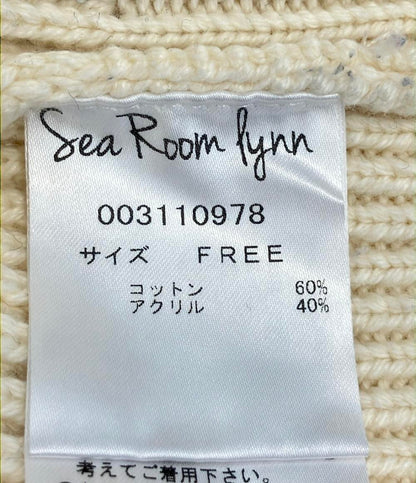 Sea Room lynn
003110978
サイズ FREE
コットン 60%
アクリル 40%
考えてご着用下さい。